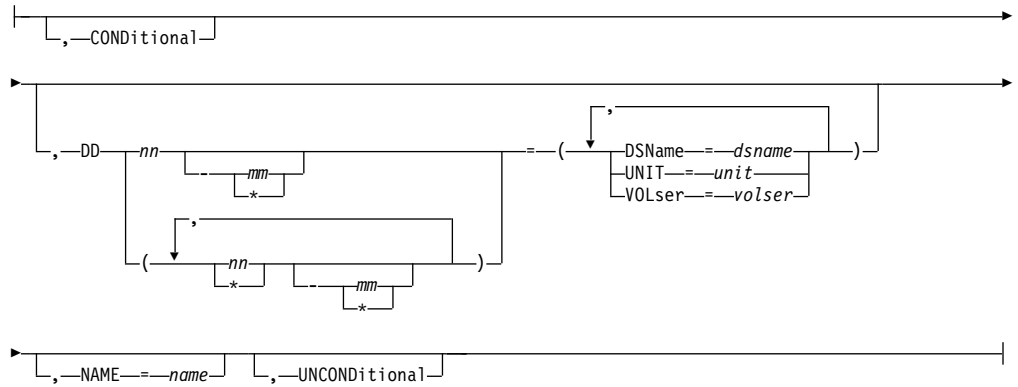 , CONDitional
,
, DD nn = ( DSName = dsname )
- mm UNIT = unit
* VOLser = volser
,
( nn )
* - mm
*
, NAME = name , UNCONDitional